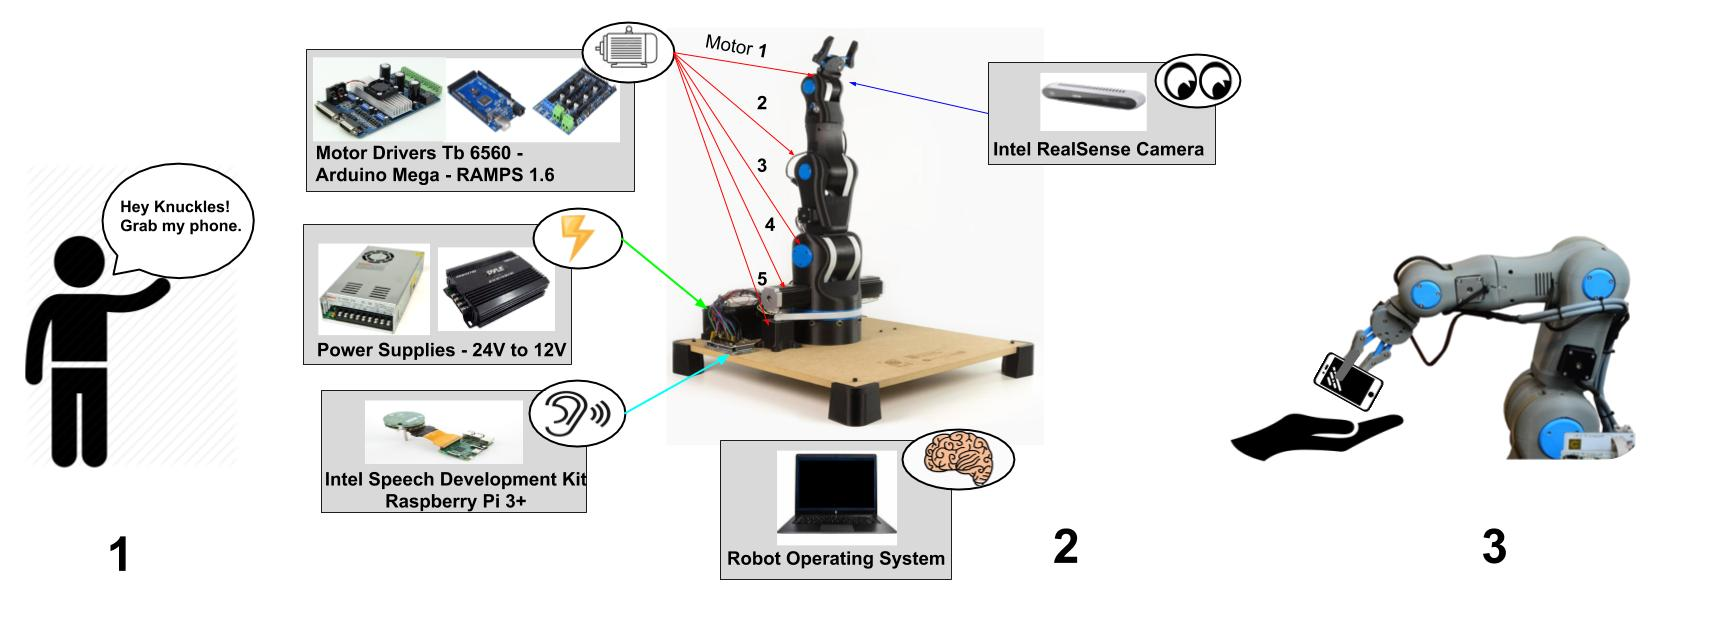 Hey Knuckles!
Grab my phone.
1
Motor Drivers Tb 6560 -
Arduino Mega - RAMPS 1.6
Power Supplies - 24V to 12V
PYLE
Intel Speech Development Kit
Raspberry Pi 3+
Motor 1
2
3
4
5
Intel RealSense Camera
Robot Operating System
2
3